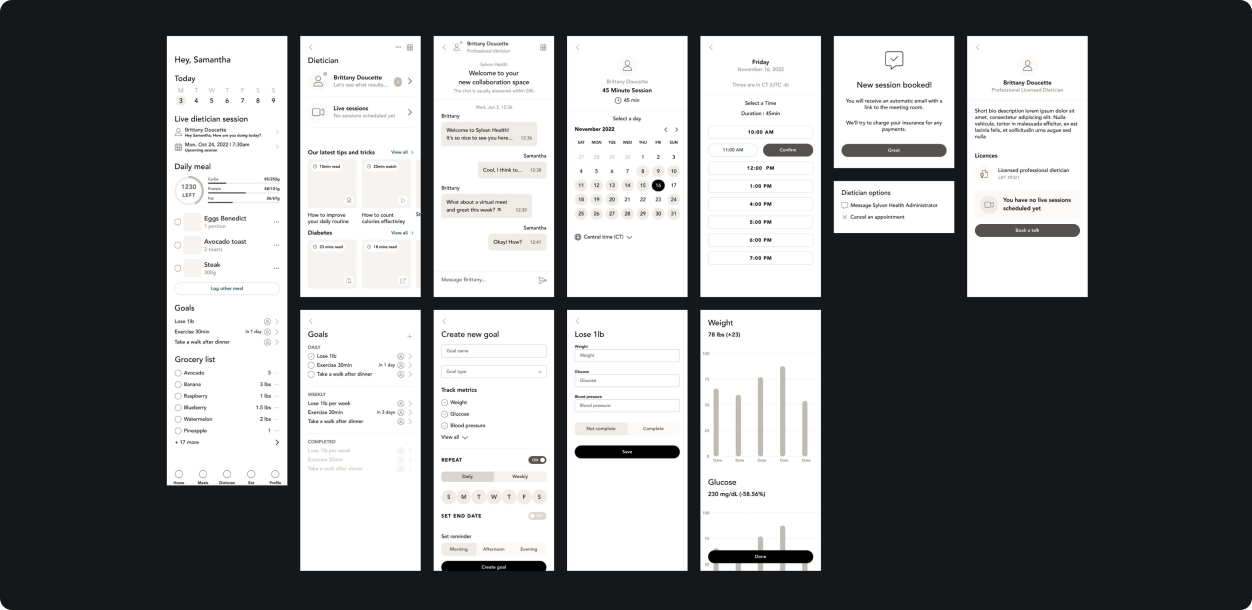 Hey, Samantha
Today
M T W T F S S
3 4 5 6 7 8 9
Live dietician session
Brittany Doucette
Hey Samantha. How are you doing today?
Mon, Oct 24, 2022 | 7:30am
Upcoming session
Daily meal
1230
LEFT
Carbs 85/252g
Protein 58/101g
Fat 35/67g
Eggs Benedict
1 portion
Avocado toast
2 toasts
Steak
300g
Log other meal
Goals
Lose 1lb
Exercise 30min in 1 day
Take a walk after dinner
Grocery list
Avocado 5
Banana 3 lbs
Raspberry 1 lbs
Blueberry 1.5 lbs
Watermelon 2 lbs
Pineapple 1
+ 17 more
Home Meals Dietician Eat Profile
Dietician
Brittany Doucette
Let's see what results... 1
Live sessions
No sessions scheduled yet
Our latest tips and tricks View all
15min read 25min watch
How to improve your daily routine
How to count calories effectivley
Diabetes View all
23 mins read 18 mins read
Brittany Doucette
Professional dietician
Sylvan Health
Welcome to your
new collaboration space
The chat is usually answered within 24h.
Wed, Jan 3, 12:36
Brittany
Welcome to Sylvan Health!
It's so nice to see you here... 12:36
Samantha
Cool, I think to... 12:38
Brittany
What about a virtual meet
and greet this week? 12:39
Samantha
Okay! How? 12:41
Message Brittany...
Brittany Doucette
45 Minute Session
45 min
Select a day
November 2022
SAT MON TUE WED THU FRI SAT
27 28 29 30 1 2 3
4 5 6 7 8 9 10
11 12 13 14 15 16 17
18 19 20 21 22 23 24
25 26 27 28 29 30 31
Central time (CT)
Friday
November 16, 2022
Times are in CT (UTC -6)
Select a Time
Duration : 45min
10:00 AM
11:00 AM Confirm
12:00 PM
1:00 PM
4:00 PM
5:00 PM
6:00 PM
7:00 PM
New session booked!
You will receive an automatic email with a
link to the meeting room.
We'll try to charge your insurance for any
payments.
Great
Dietician options
Message Sylvan Health Administrator
Cancel an appointment
Brittany Doucette
Professional Licensed Dietician
Short bio description lorem ipsum dolor sit
amet, consectetur adipiscing elit. Nulla
vehicula, tortor in malesuada efficitur, ex est
lacinia felis, et sollicitudin urna augue sed
nulla
Licences
Licensed professional dietician
LBT 49321
You have no live sessions
scheduled yet
Book a talk
Goals
DAILY
Lose 1lb
Exercise 30min in 1 day
Take a walk after dinner
WEEKLY
Lose 1lb per week
Exercise 30min in 3 days
Take a walk after dinner
COMPLETED
Lose 1lb per week
Exercise 30min
Take a walk after dinner
Create new goal
Goal name
Goal type
Track metrics
Weight
Glucose
Blood pressure
View all
REPEAT ON
Daily Weekly
S M T W T F S
SET END DATE
Set reminder
Morning Afternoon Evening
Create goal
Lose 1lb
Weight
Weight
Glucose
Glucose
Blood pressure
Blood pressure
Not complete Complete
Save
Weight
78 lbs (+23)
100
75
50
25
0
Date Date Date Date Date
Glucose
230 mg/dL (-58.56%)
100
75
50
Done